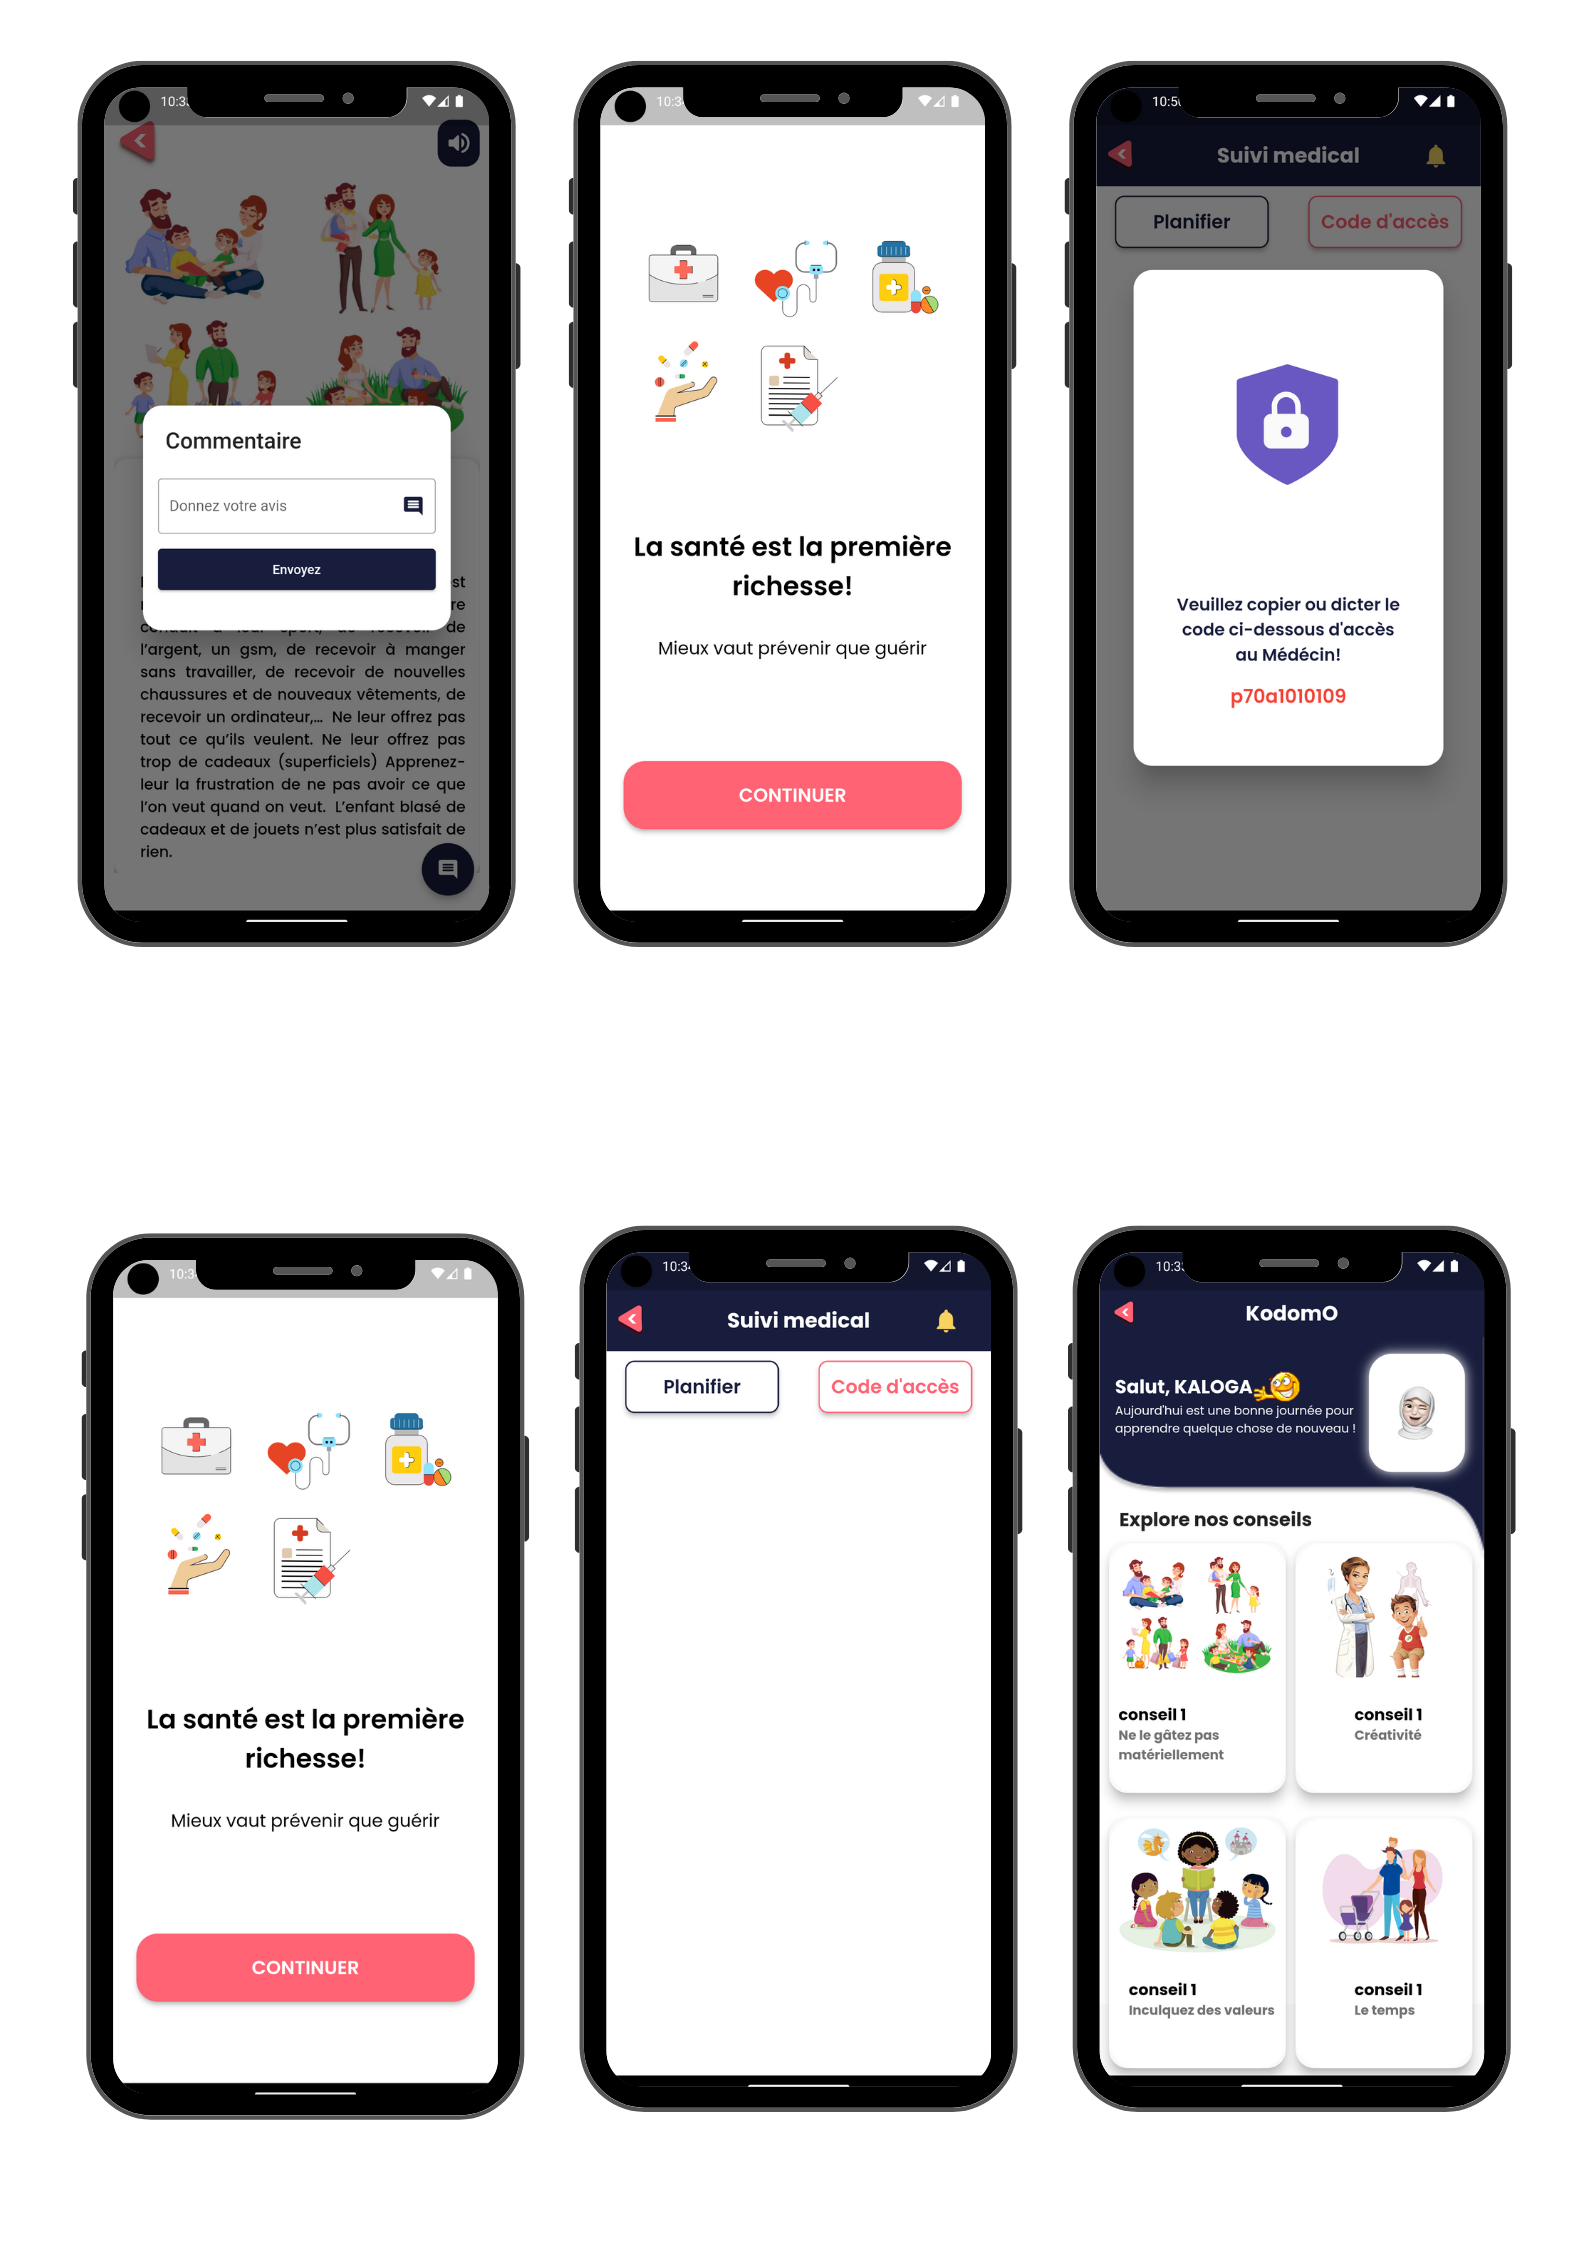 10:3
Commentaire
Donnez votre avis
Envoyez
st
re
conduit à leur sport, de recevoir de
l'argent, un gsm, de recevoir à manger
sans travailler, de recevoir de nouvelles
chaussures et de nouveaux vêtements, de
recevoir un ordinateur,... Ne leur offrez pas
tout ce qu'ils veulent. Ne leur offrez pas
trop de cadeaux (superficiels) Apprenez-
leur la frustration de ne pas avoir ce que
l'on veut quand on veut. L'enfant blasé de
cadeaux et de jouets n'est plus satisfait de
rien.
10:3
La santé est la première
richesse!
Mieux vaut prévenir que guérir
CONTINUER
10:5
Suivi medical
Planifier
Code d'accès
Veuillez copier ou dicter le
code ci-dessous d'accès
au Médécin!
p70a1010109
10:3
La santé est la première
richesse!
Mieux vaut prévenir que guérir
CONTINUER
10:34
Suivi medical
Planifier
Code d'accès
10:3
KodomO
Salut, KALOGA
Aujourd'hui est une bonne journée pour
apprendre quelque chose de nouveau !
Explore nos conseils
conseil 1
Ne le gâtez pas
matériellement
conseil 1
Créativité
conseil 1
Inculquez des valeurs
conseil 1
Le temps